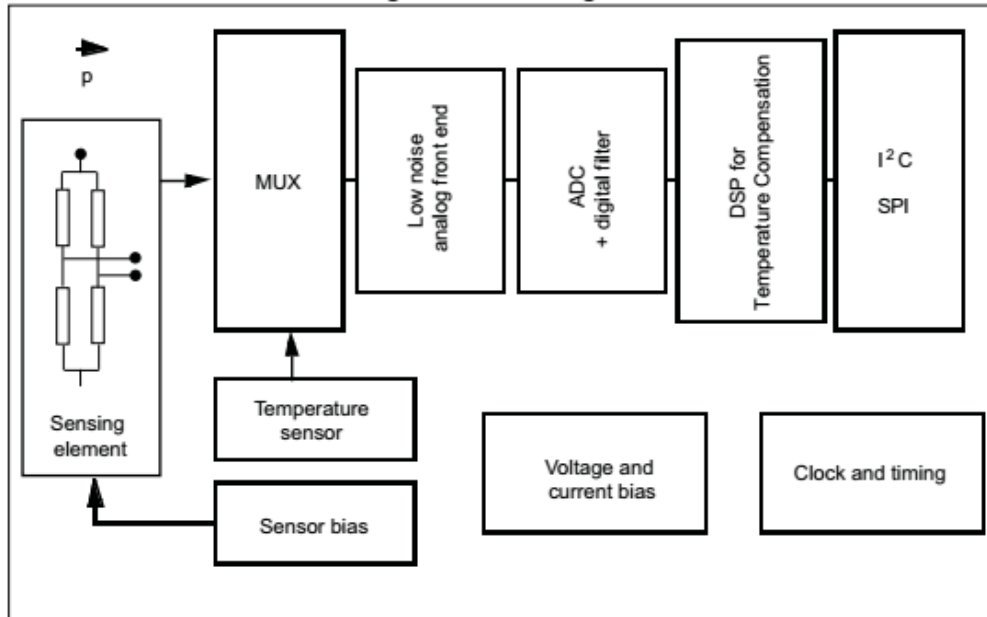 p
Sensing
element
MUX
Low noise
analog front end
ADC
+ digital filter
DSP for
Temperature Compensation
I²C
SPI
Temperature
sensor
Sensor bias
Voltage and
current bias
Clock and timing